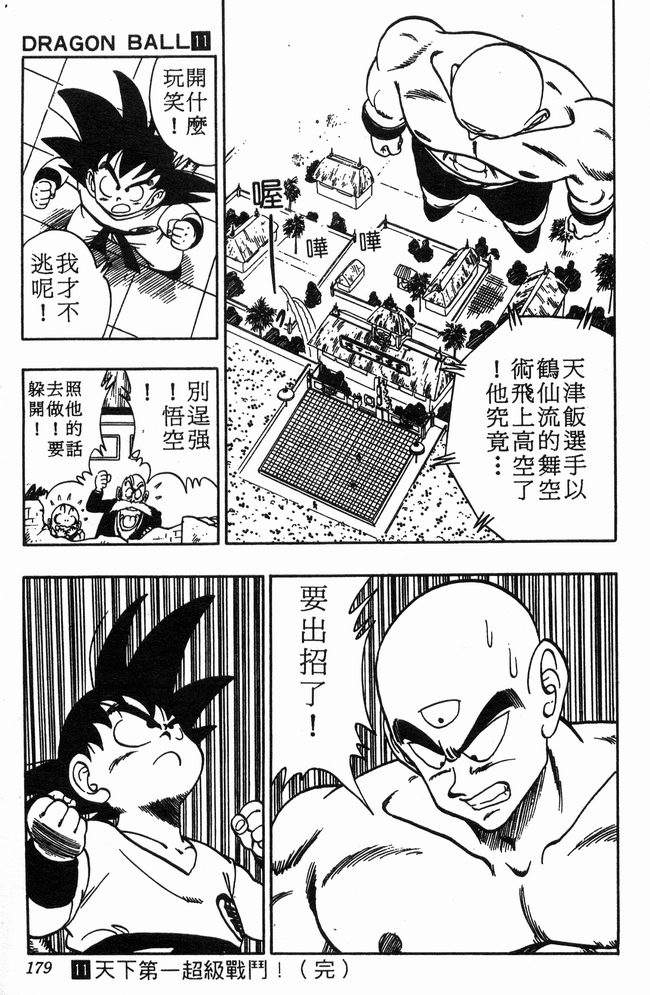 DRAGON BALL 11
天津飯選手以
鶴仙流的舞空
術飛上高空了
！他究竟…
喔
嘩
嘩
開什麼
玩笑！
我才不
逃呢！
別逞强
！悟空
！
照他的話
去做！要
躲開！
要出招了！
179
11天下第一超級戰鬥！（完）